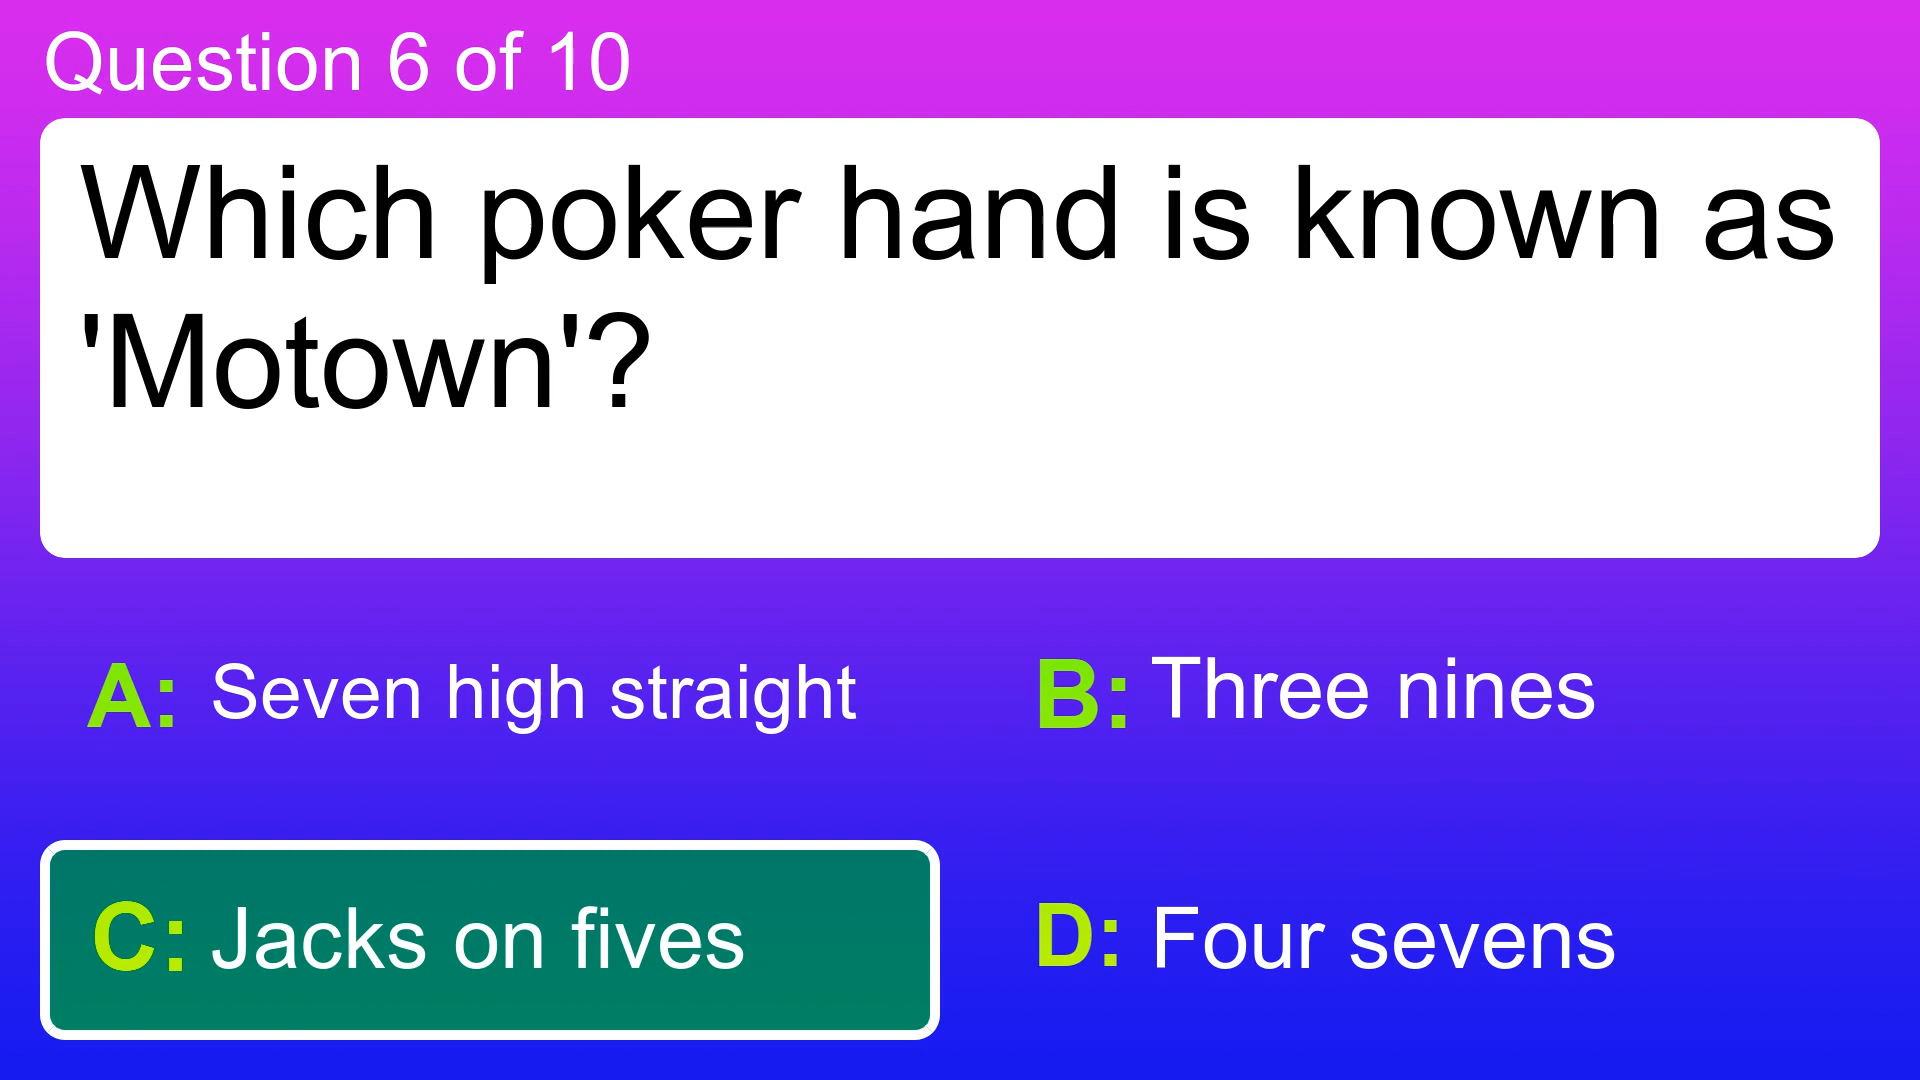 Question 6 of 10
Which poker hand is known as
'Motown'?
A: Seven high straight
B: Three nines
C: Jacks on fives
D: Four sevens